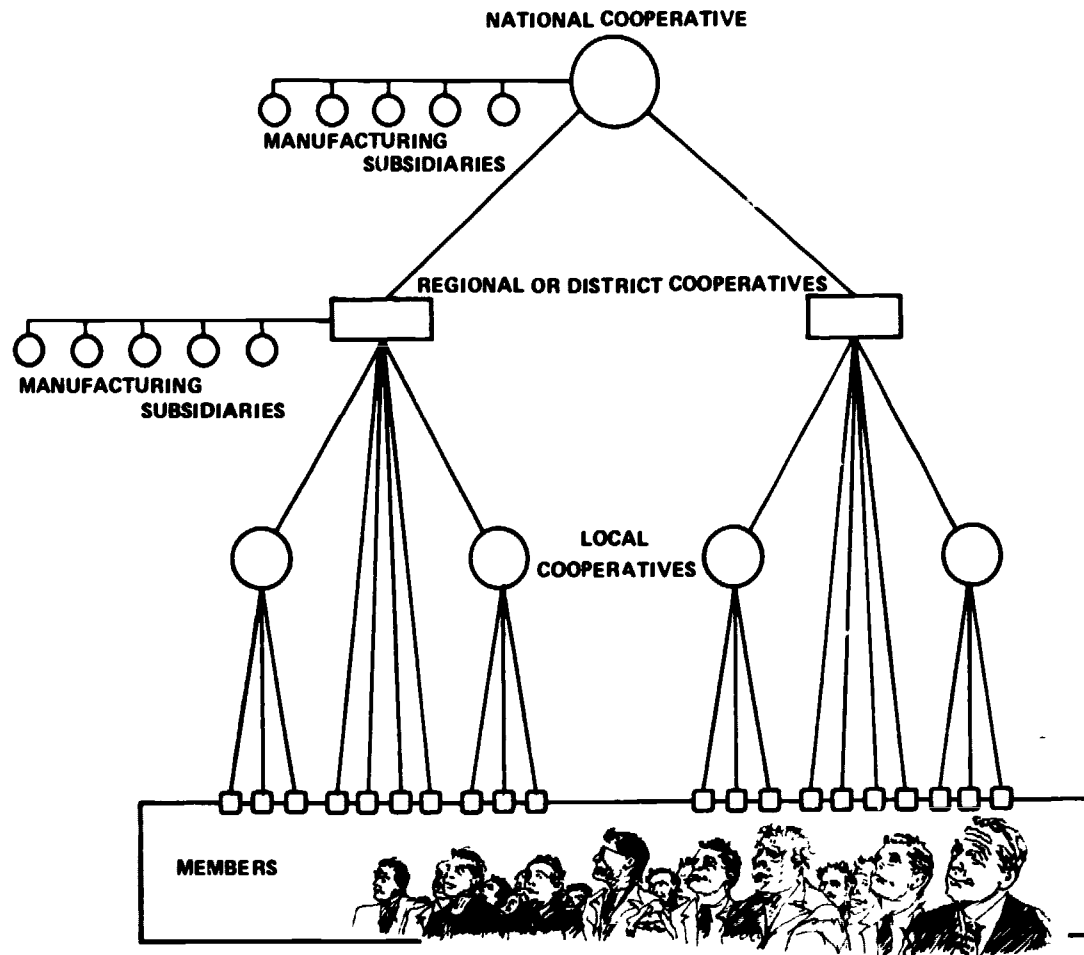 NATIONAL COOPERATIVE
MANUFACTURING
SUBSIDIARIES
REGIONAL OR DISTRICT COOPERATIVES
MANUFACTURING
SUBSIDIARIES
LOCAL
COOPERATIVES
MEMBERS